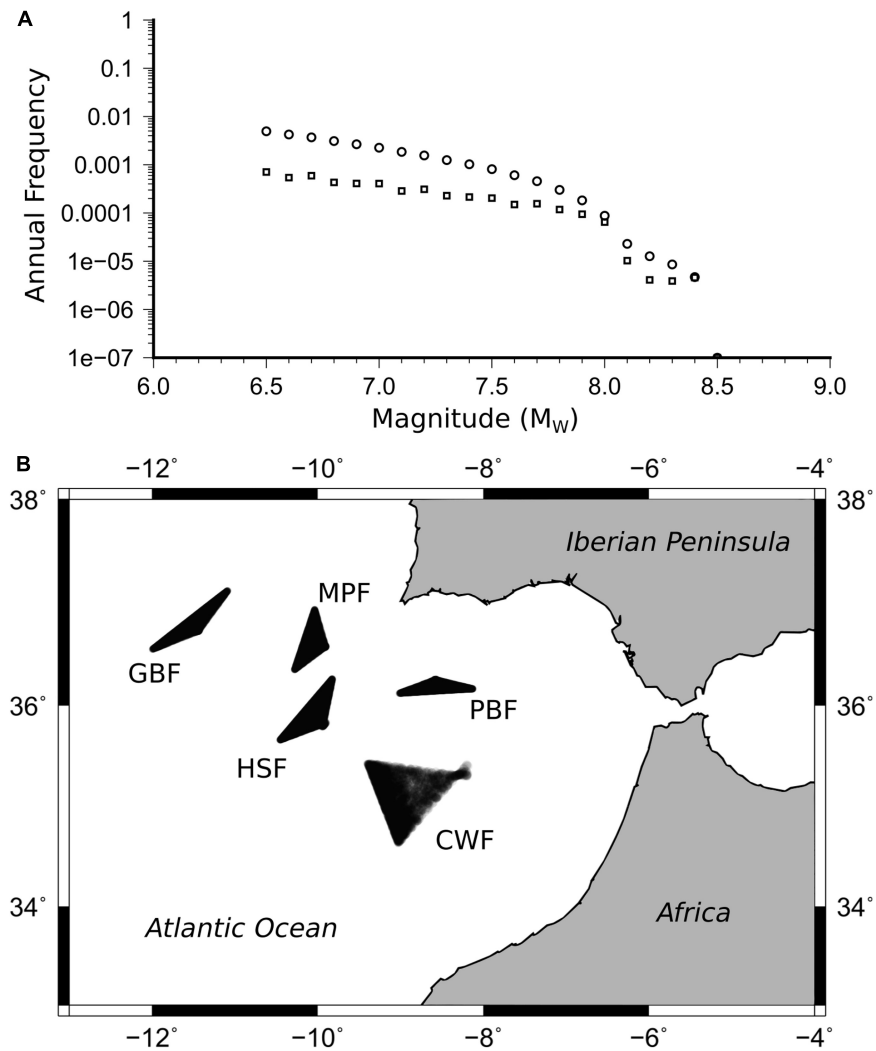 A
1
0.1
0.01
0.001
0.0001
1e−05
1e−06
1e−07
Annual Frequency
6.0 6.5 7.0 7.5 8.0 8.5 9.0
Magnitude (MW)
B
−12° −10° −8° −6° −4°
38° 38°
Iberian Peninsula
MPF
GBF
36° 36°
PBF
HSF
CWF
34° 34°
Africa
Atlantic Ocean
−12° −10° −8° −6° −4°